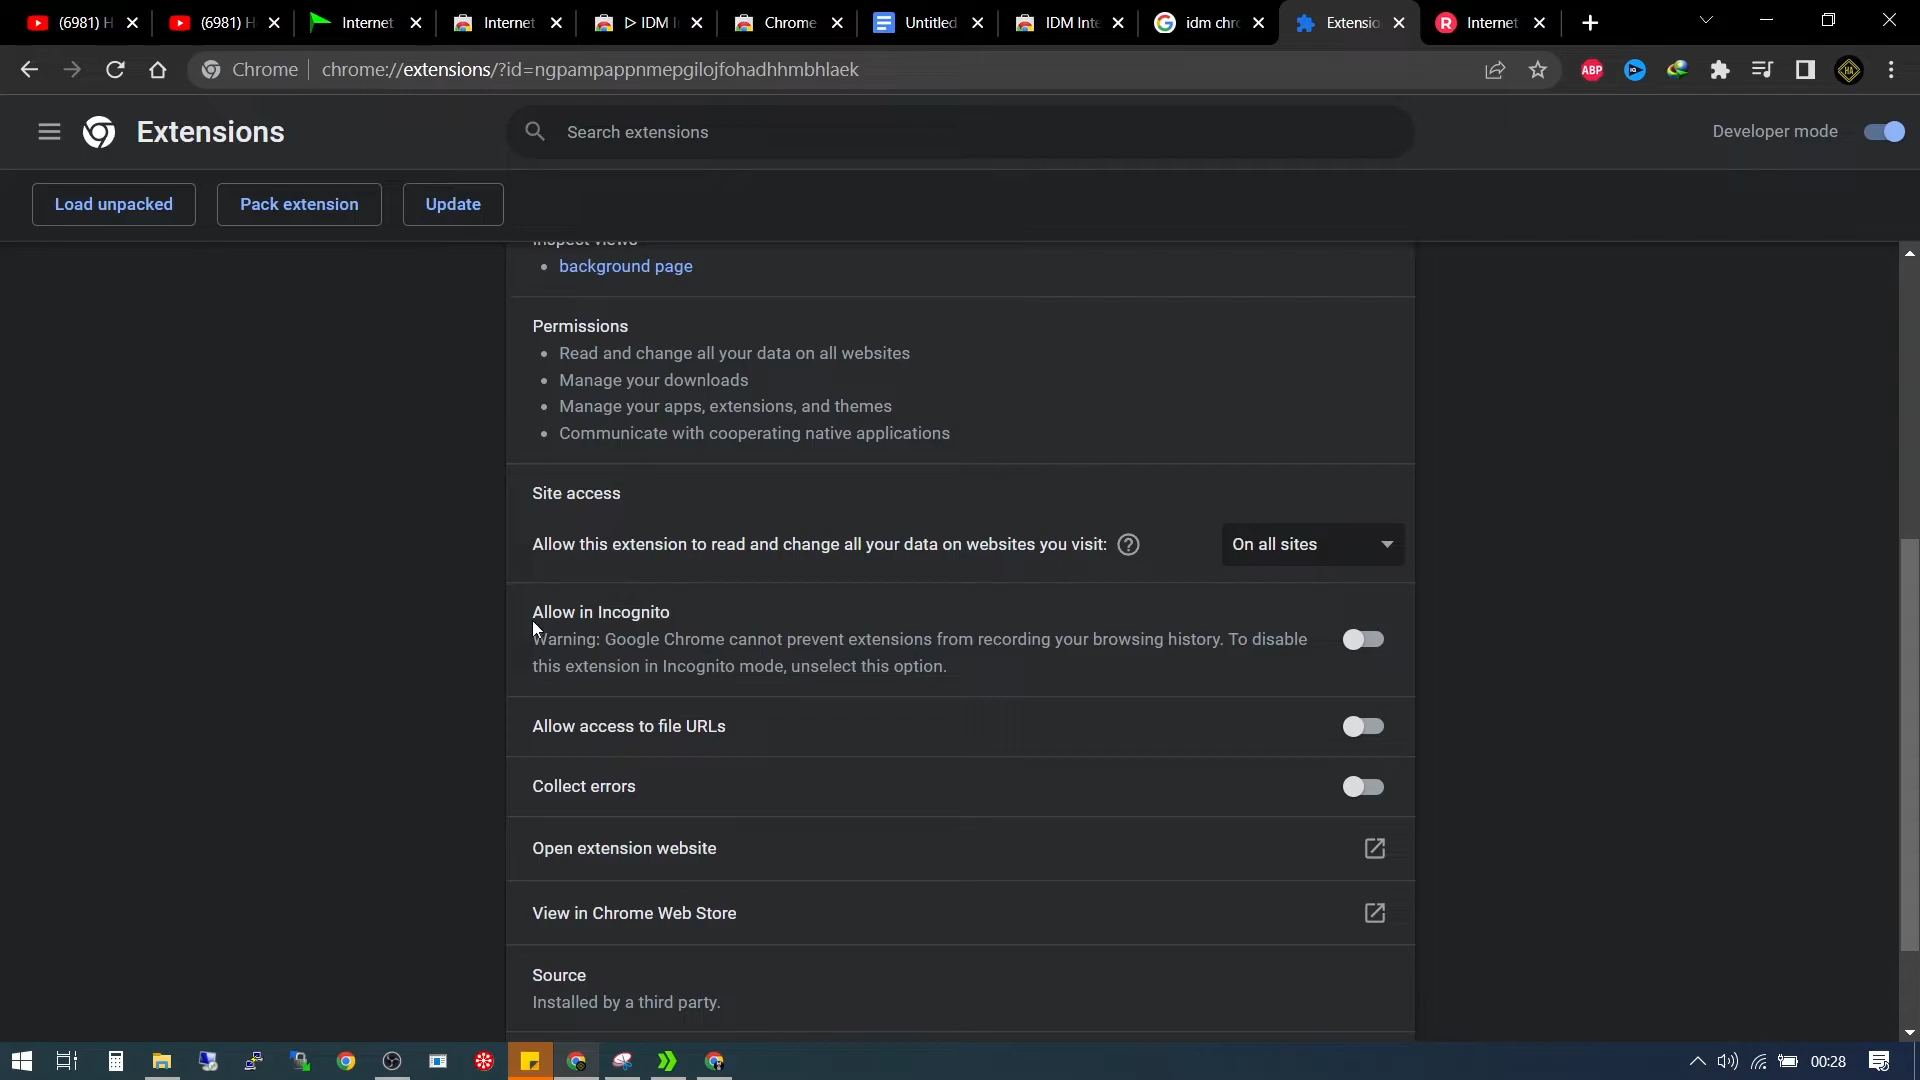 (6981) H
(6981) H
Internet
Internet
▷ IDM I
Chrome
Untitled
IDM Inte
idm chr
Extensio
Internet
Chrome
chrome://extensions/?id=ngpampappnmepgilojfohadhhmbhlaek
ABP
Extensions
Search extensions
Developer mode
Load unpacked
Pack extension
Update
Inspect views
• background page
Permissions
• Read and change all your data on all websites
• Manage your downloads
• Manage your apps, extensions, and themes
• Communicate with cooperating native applications
Site access
Allow this extension to read and change all your data on websites you visit:
On all sites
Allow in Incognito
Warning: Google Chrome cannot prevent extensions from recording your browsing history. To disable
this extension in Incognito mode, unselect this option.
Allow access to file URLs
Collect errors
Open extension website
View in Chrome Web Store
Source
Installed by a third party.
00:28